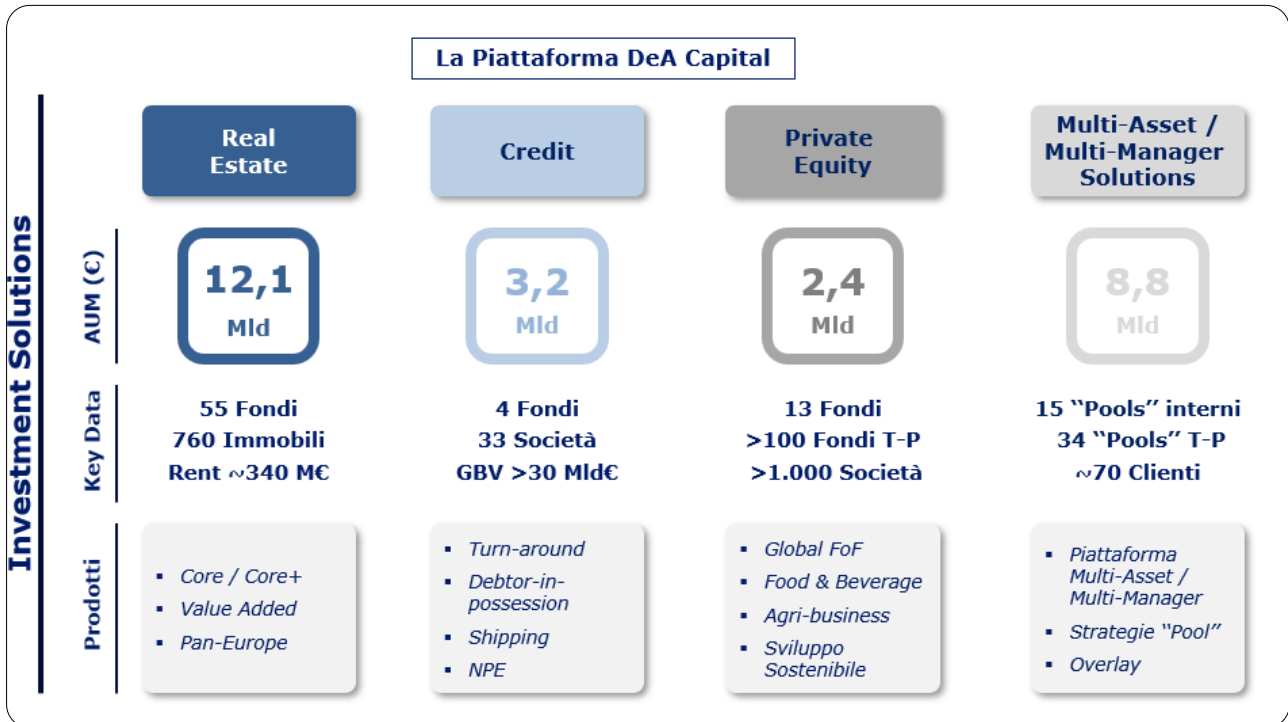 La Piattaforma DeA Capital
Investment Solutions
Real
Estate
Credit
Private
Equity
Multi-Asset /
Multi-Manager
Solutions
AUM (€)
12,1
Mld
3,2
Mld
2,4
Mld
8,8
Mld
Key Data
55 Fondi
760 Immobili
Rent ~340 M€
4 Fondi
33 Società
GBV >30 Mld€
13 Fondi
>100 Fondi T-P
>1.000 Società
15 “Pools” interni
34 “Pools” T-P
~70 Clienti
Prodotti
▪ Core / Core+
▪ Value Added
▪ Pan-Europe
▪ Turn-around
▪ Debtor-in-
possession
▪ Shipping
▪ NPE
▪ Global FoF
▪ Food & Beverage
▪ Agri-business
▪ Sviluppo
Sostenibile
▪ Piattaforma
Multi-Asset /
Multi-Manager
▪ Strategie “Pool”
▪ Overlay